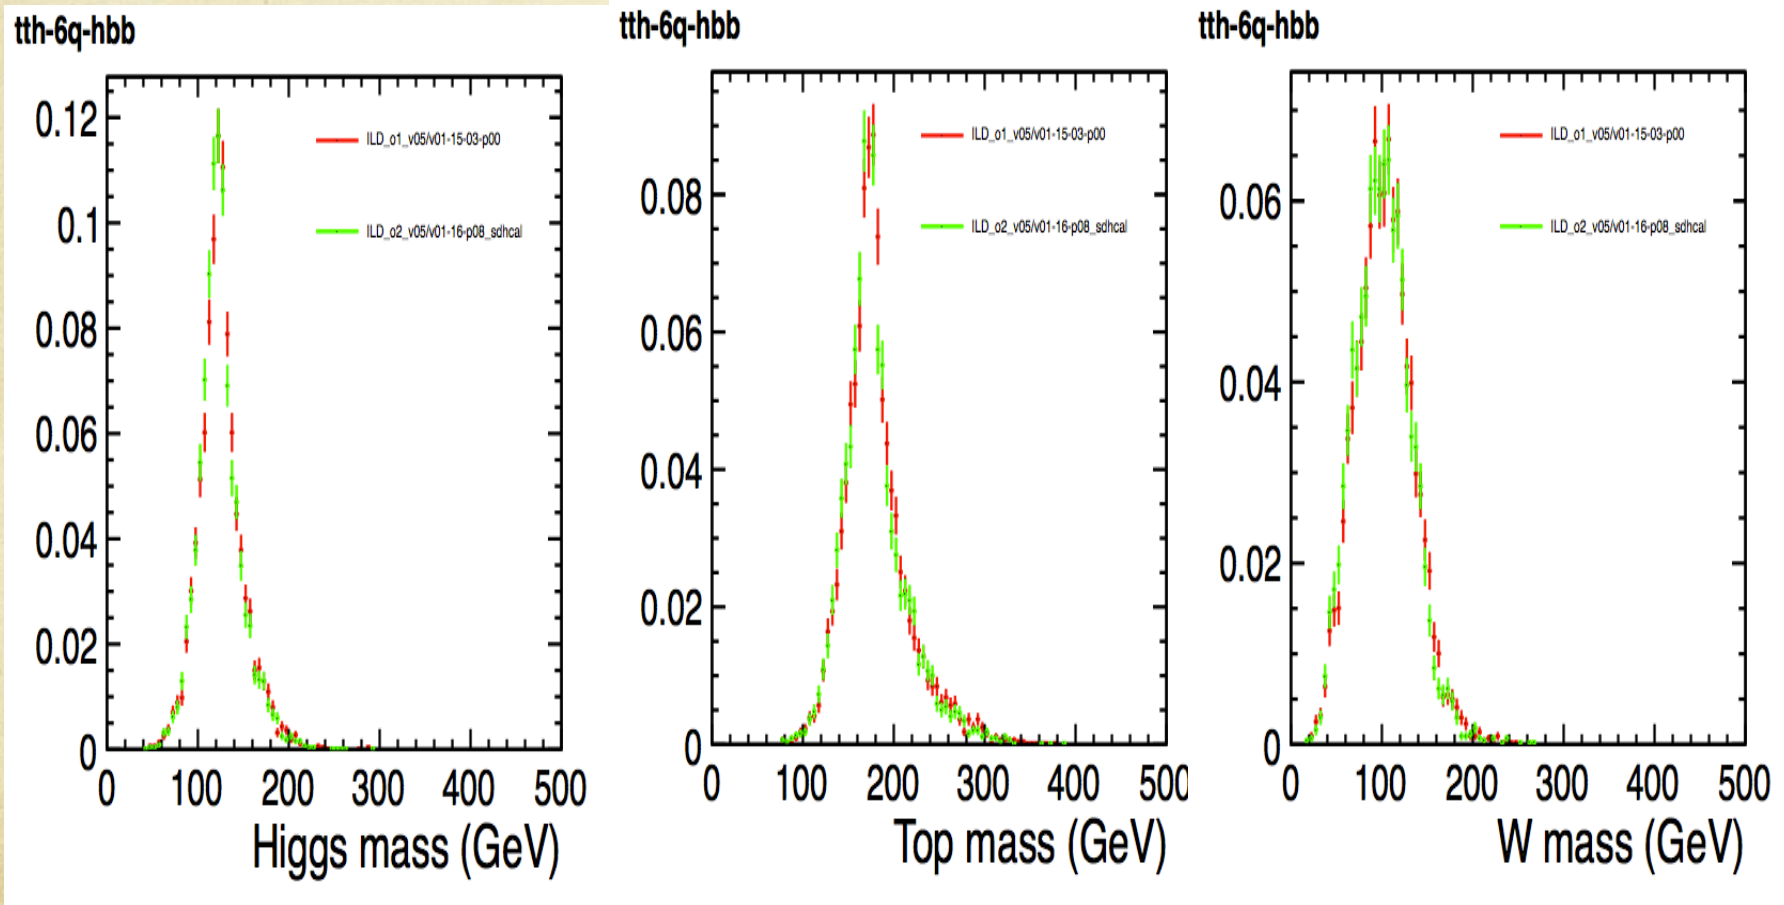 tth-6q-hbb
0.12
0.1
0.08
0.06
0.04
0.02
0
ILD_o1_v05/v01-15-03-p00
ILD_o2_v05/v01-16-p08_sdhcal
0 100 200 300 400 500
Higgs mass (GeV)
tth-6q-hbb
0.08
0.06
0.04
0.02
0
ILD_o1_v05/v01-15-03-p00
ILD_o2_v05/v01-16-p08_sdhcal
0 100 200 300 400 500
Top mass (GeV)
tth-6q-hbb
0.06
0.04
0.02
0
ILD_o1_v05/v01-15-03-p00
ILD_o2_v05/v01-16-p08_sdhcal
0 100 200 300 400 500
W mass (GeV)